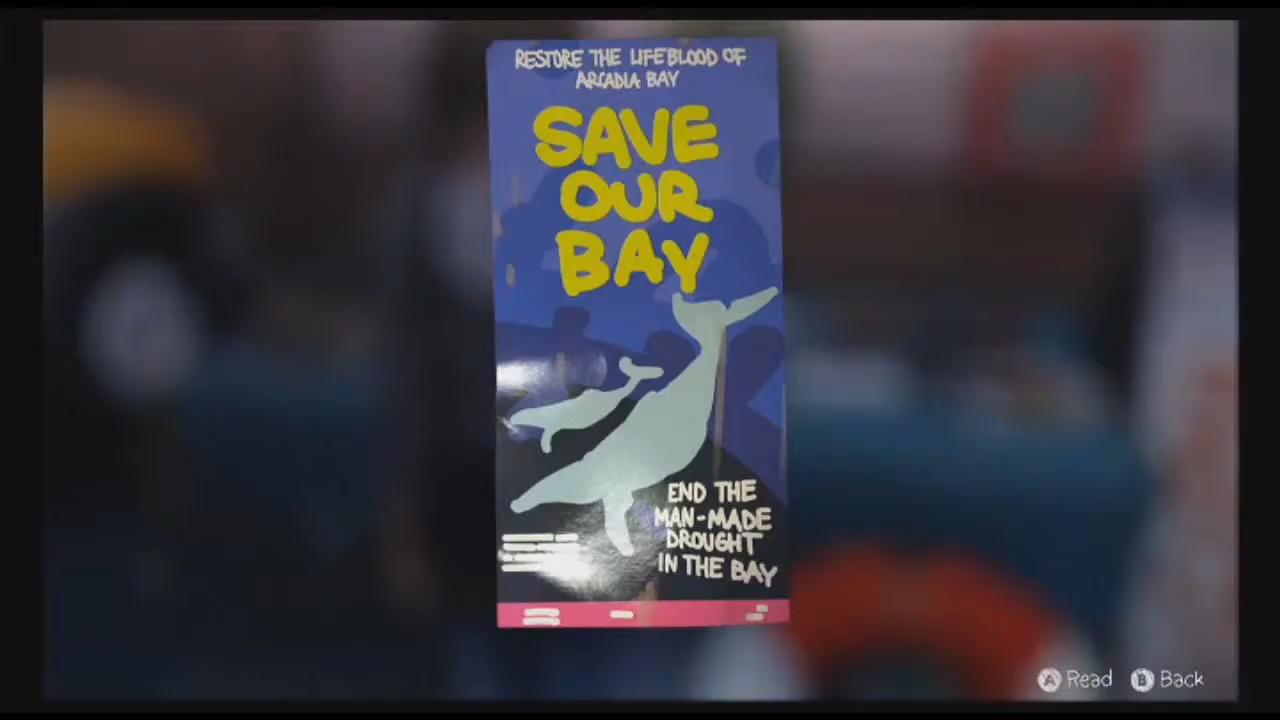 RESTORE THE LIFEBLOOD OF
ARCADIA BAY
SAVE
OUR
BAY
END THE
MAN-MADE
DROUGHT
IN THE BAY
A Read B Back